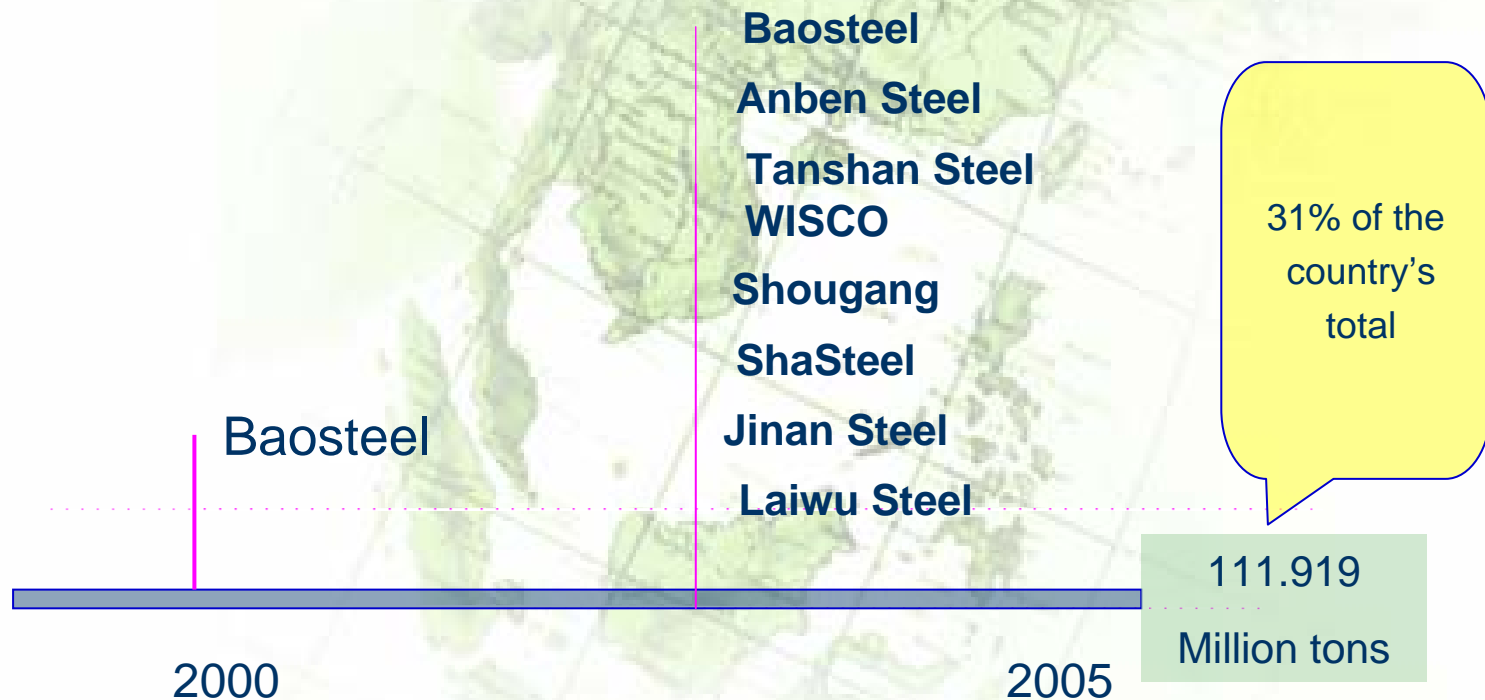 Baosteel
Anben Steel
Tanshan Steel
WISCO
Shougang
ShaSteel
Jinan Steel
Laiwu Steel
Baosteel
31% of the
country’s
total
111.919
Million tons
2000
2005